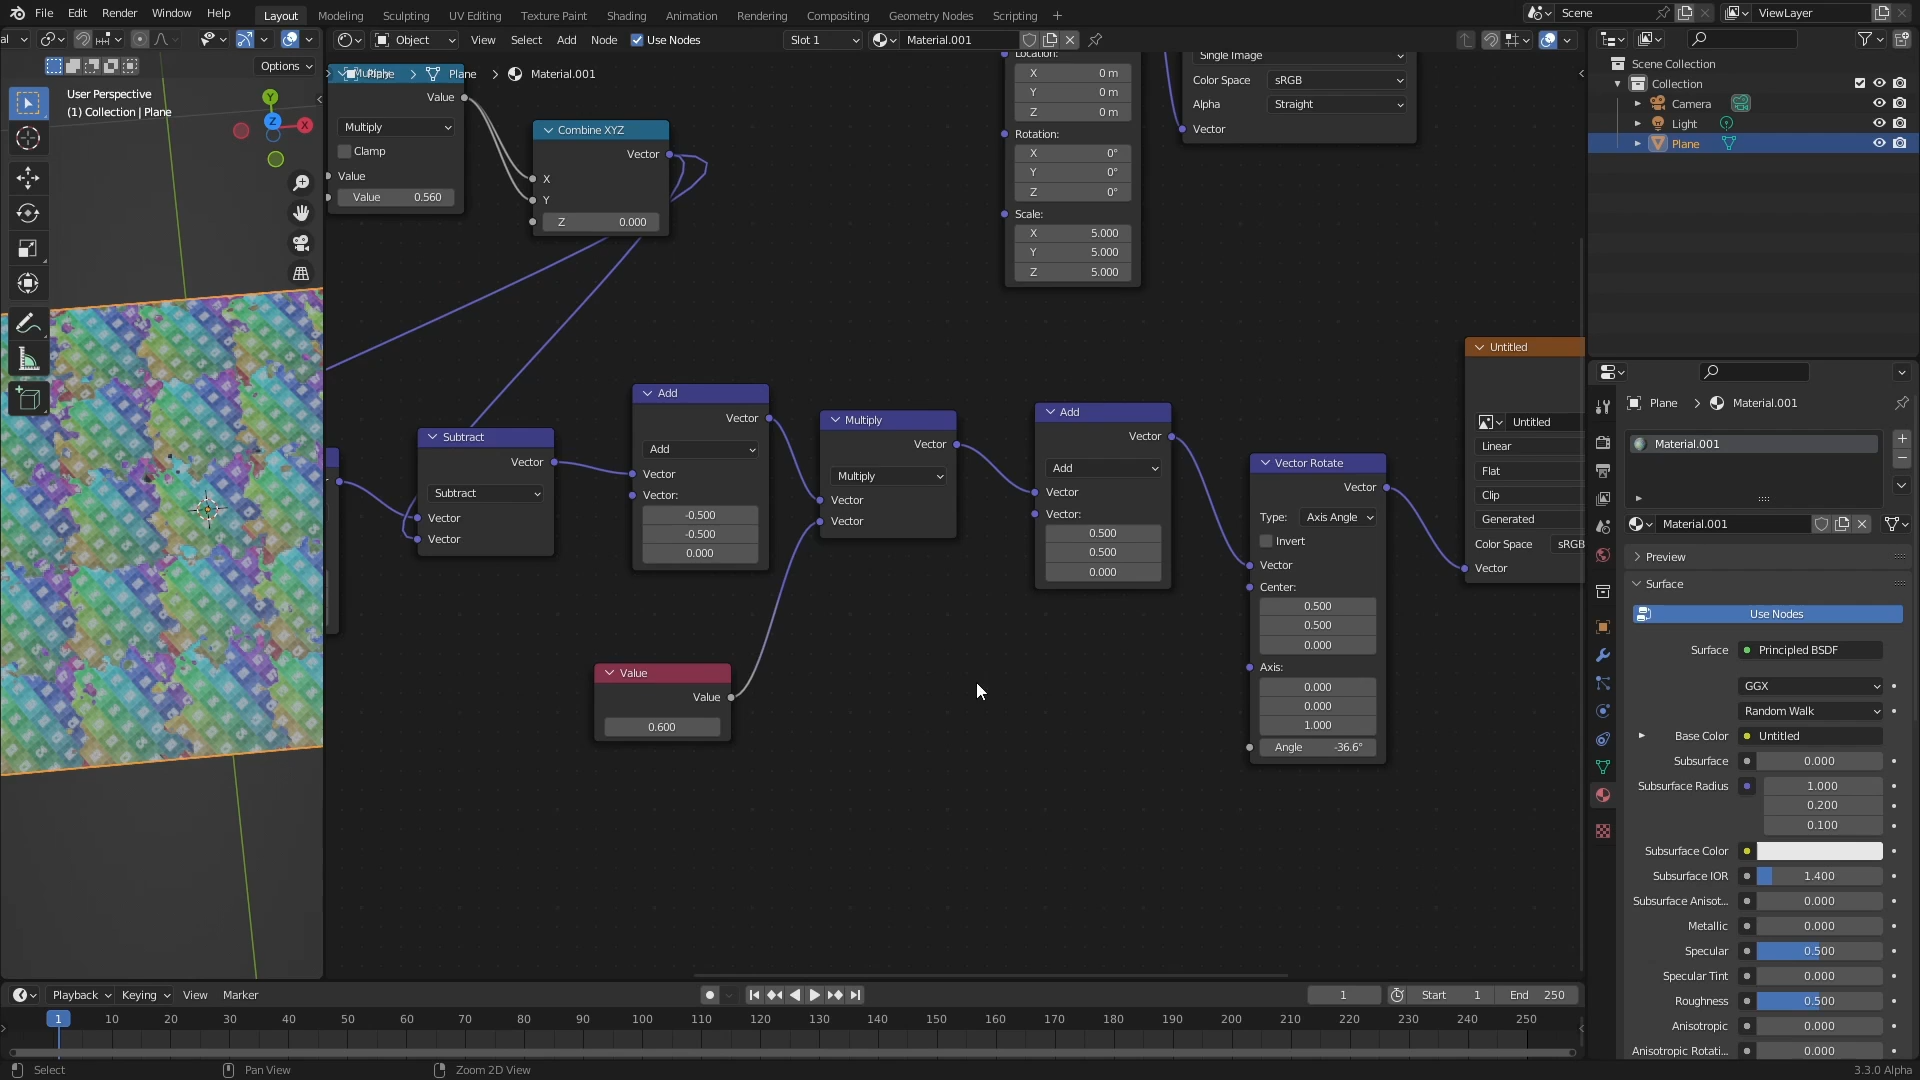 File Edit Render Window Help Layout Modeling Sculpting UV Editing Texture Paint Shading Animation Rendering Compositing Geometry Nodes Scripting + Scene ViewLayer
Object View Select Add Node Use Nodes Slot 1 Material.001
Options
Plane > Plane > Material.001
User Perspective
(1) Collection | Plane
Y
Z
X
Value
Multiply
Clamp
Value
Value 0.560
Combine XYZ
Vector
X
Y
Z 0.000
Location:
X 0 m
Y 0 m
Z 0 m
Rotation:
X 0°
Y 0°
Z 0°
Scale:
X 5.000
Y 5.000
Z 5.000
Single Image
Color Space sRGB
Alpha Straight
Vector
Subtract
Vector
Subtract
Vector
Vector
Add
Vector
Add
Vector
Vector:
-0.500
-0.500
0.000
Multiply
Vector
Multiply
Vector
Vector
Add
Vector
Add
Vector
Vector:
0.500
0.500
0.000
Value
Value
0.600
Vector Rotate
Vector
Type: Axis Angle
Invert
Vector
Center:
0.500
0.500
0.000
Axis:
0.000
0.000
1.000
Angle -36.6°
Untitled
Untitled
Linear
Flat
Clip
Generated
Color Space sRGB
Vector
Scene Collection
Collection
Camera
Light
Plane
Plane > Material.001
Material.001
Material.001
Preview
Surface
Use Nodes
Surface Principled BSDF
GGX
Random Walk
Base Color Untitled
Subsurface 0.000
Subsurface Radius 1.000
0.200
0.100
Subsurface Color
Subsurface IOR 1.400
Subsurface Anisot... 0.000
Metallic 0.000
Specular 0.500
Specular Tint 0.000
Roughness 0.500
Anisotropic 0.000
Anisotropic Rotati... 0.000
Playback Keying View Marker 1 Start 1 End 250
1 10 20 30 40 50 60 70 80 90 100 110 120 130 140 150 160 170 180 190 200 210 220 230 240 250
Select Pan View Zoom 2D View 3.3.0 Alpha